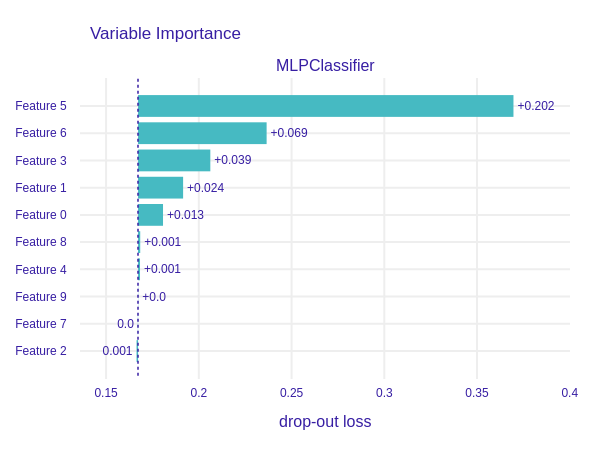 Variable Importance
MLPClassifier
Feature 5 +0.202
Feature 6 +0.069
Feature 3 +0.039
Feature 1 +0.024
Feature 0 +0.013
Feature 8 +0.001
Feature 4 +0.001
Feature 9 +0.0
Feature 7 0.0
Feature 2 0.001
0.15 0.2 0.25 0.3 0.35 0.4
drop-out loss